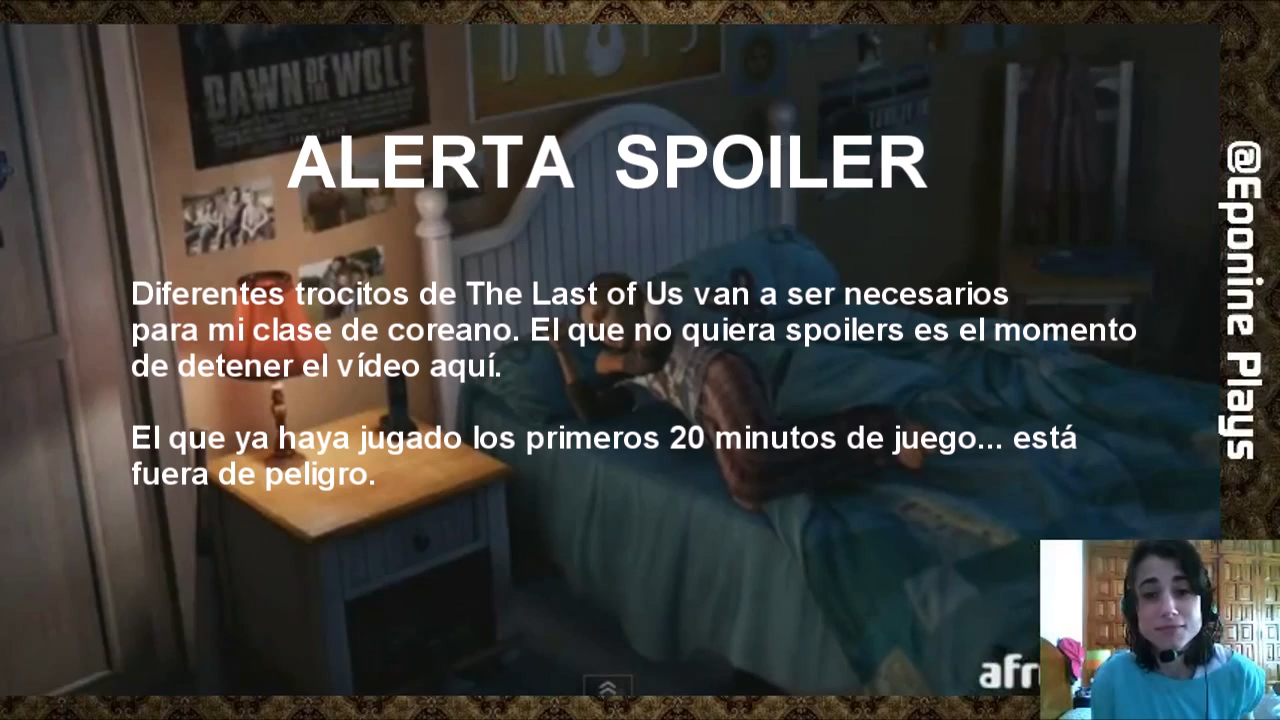 DAWN OF THE WOLF
ALERTA SPOILER
Diferentes trocitos de The Last of Us van a ser necesarios
para mi clase de coreano. El que no quiera spoilers es el momento
de detener el vídeo aquí.
El que ya haya jugado los primeros 20 minutos de juego... está
fuera de peligro.
@Eponine Plays
afr